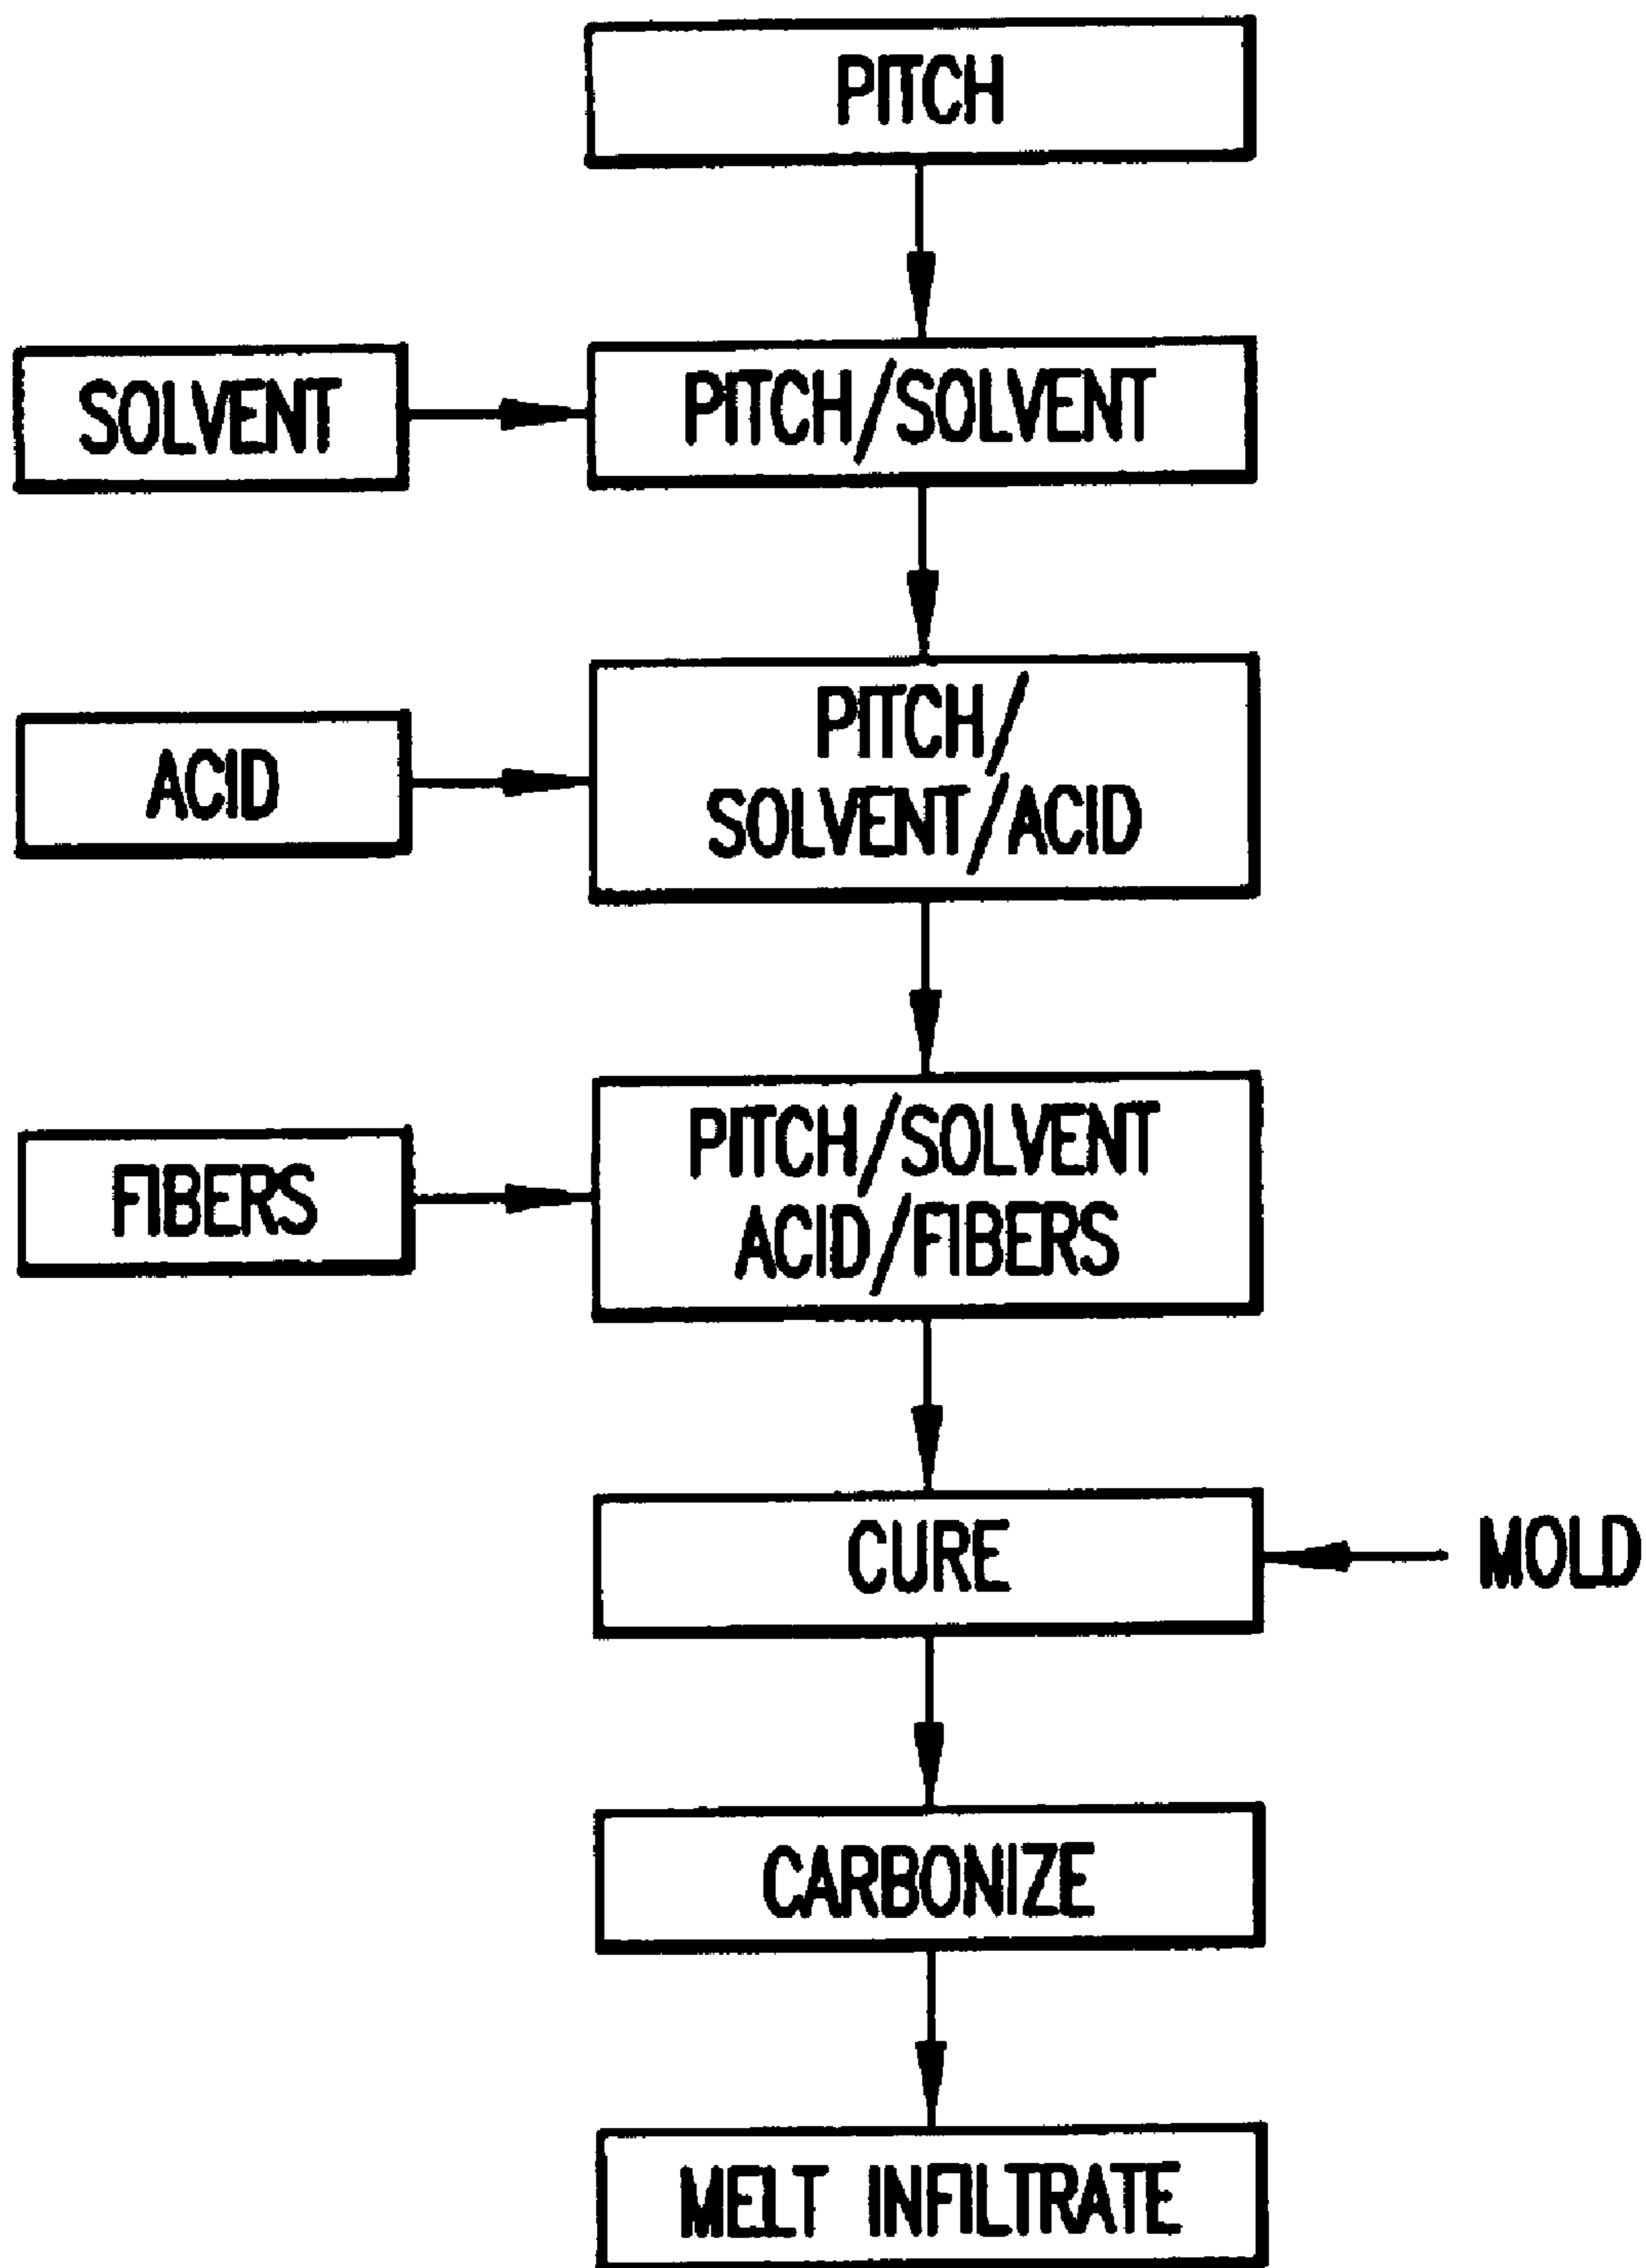 PITCH
SOLVENT
PITCH/SOLVENT
ACID
PITCH/
SOLVENT/ACID
FIBERS
PITCH/SOLVENT
ACID/FIBERS
CURE
MOLD
CARBONIZE
MELT INFILTRATE